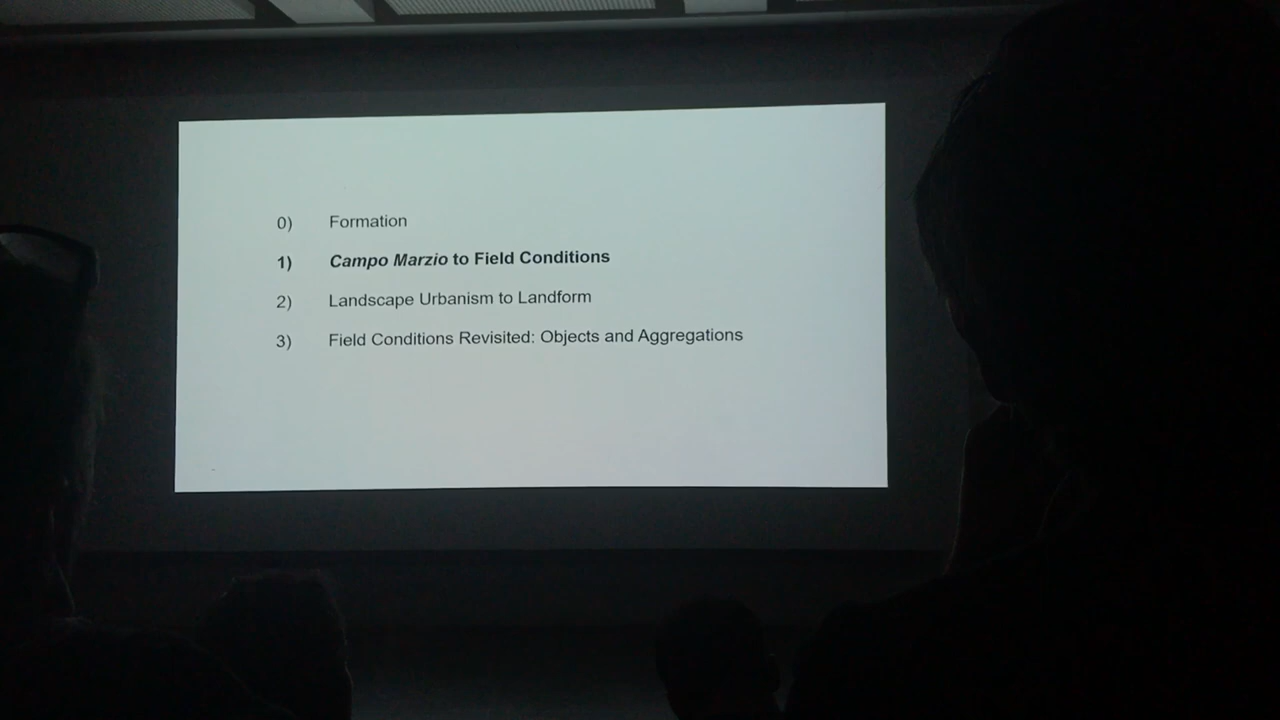 0) Formation
1) Campo Marzio to Field Conditions
2) Landscape Urbanism to Landform
3) Field Conditions Revisited: Objects and Aggregations